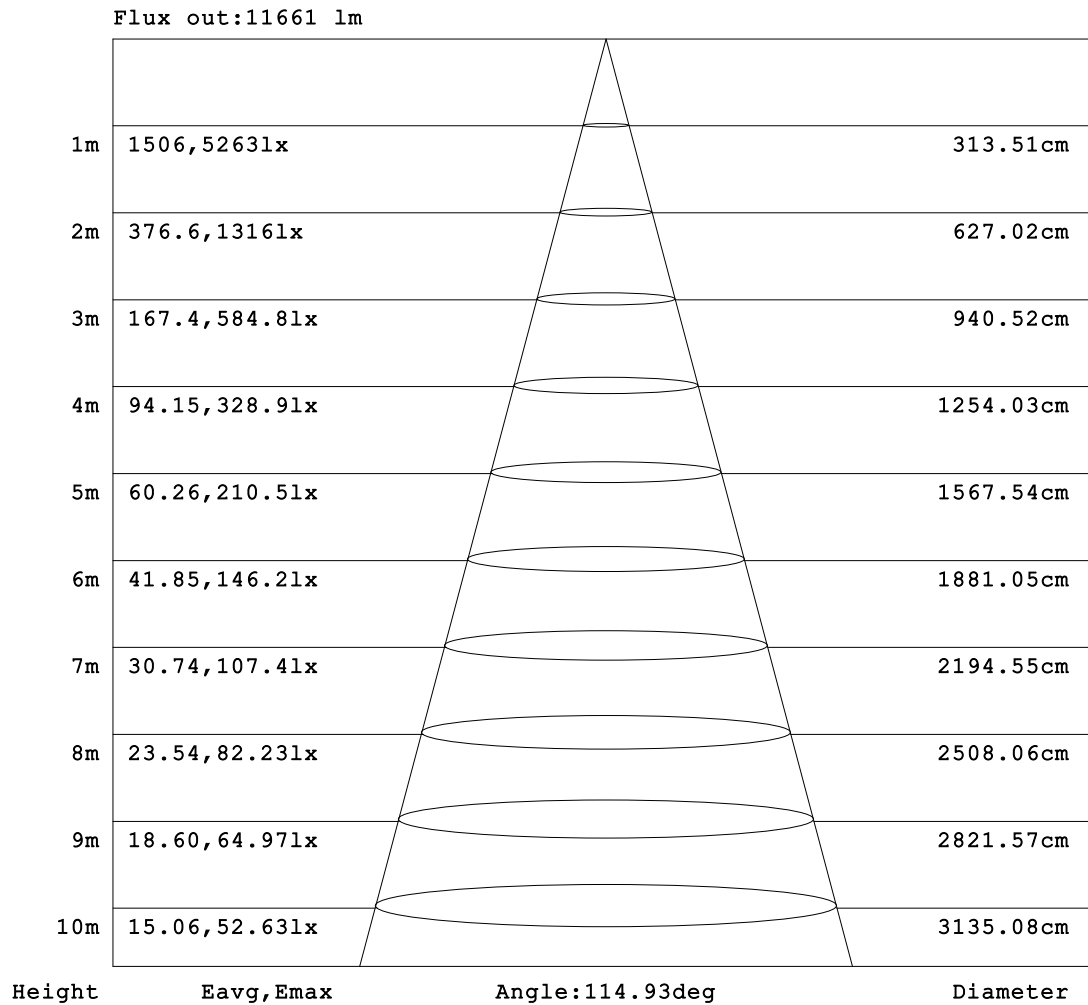 Flux out:11661 lm
1m 1506,5263lx 313.51cm
2m 376.6,1316lx 627.02cm
3m 167.4,584.8lx 940.52cm
4m 94.15,328.9lx 1254.03cm
5m 60.26,210.5lx 1567.54cm
6m 41.85,146.2lx 1881.05cm
7m 30.74,107.4lx 2194.55cm
8m 23.54,82.23lx 2508.06cm
9m 18.60,64.97lx 2821.57cm
10m 15.06,52.63lx 3135.08cm
Height Eavg,Emax Angle:114.93deg Diameter